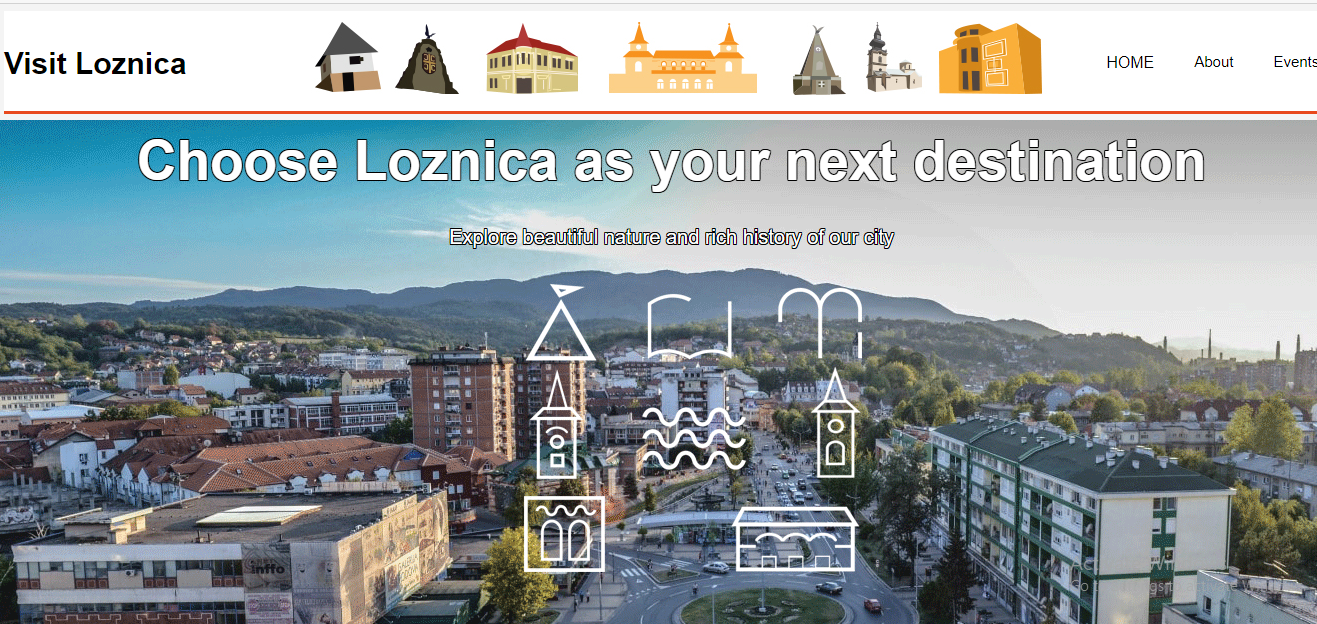 Visit Loznica
HOME About Events
Choose Loznica as your next destination
Explore beautiful nature and rich history of our city
inffo